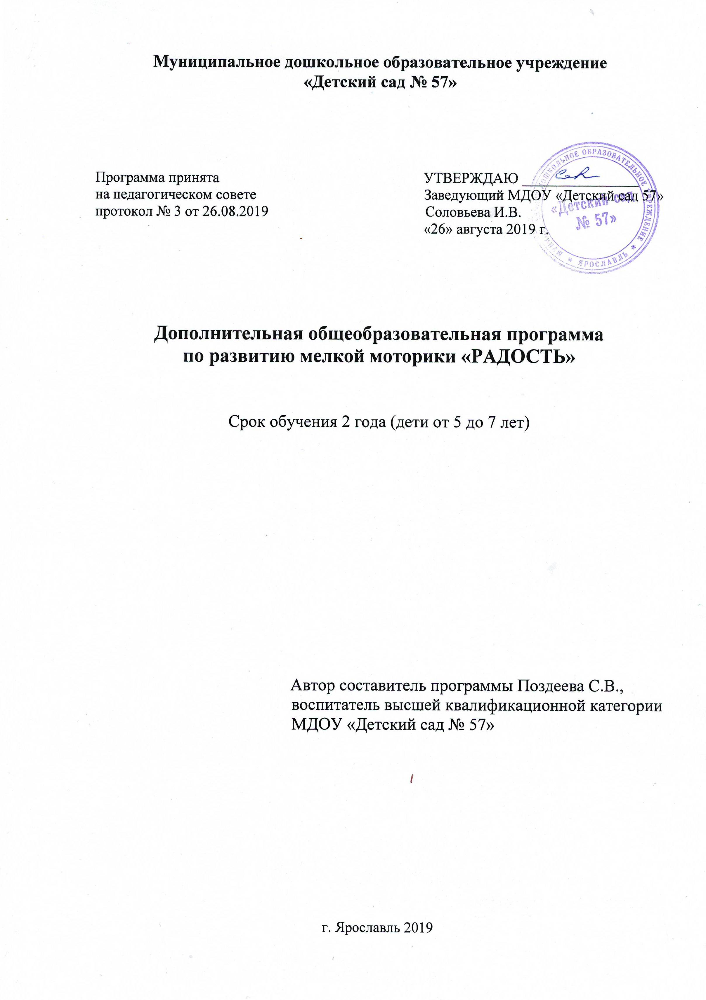 Муниципальное дошкольное образовательное учреждение
«Детский сад № 57»
Программа принята
на педагогическом совете
протокол № 3 от 26.08.2019
УТВЕРЖДАЮ ________________
Заведующий МДОУ «Детский сад 57»
Соловьева И.В.
«26» августа 2019 г.
ДОШКОЛЬНОЕ ОБРАЗОВАТЕЛЬНОЕ УЧРЕЖДЕНИЕ * ЯРОСЛАВЛЬ *
«Детский сад
№ 57»
Дополнительная общеобразовательная программа
по развитию мелкой моторики «РАДОСТЬ»
Срок обучения 2 года (дети от 5 до 7 лет)
Автор составитель программы Поздеева С.В.,
воспитатель высшей квалификационной категории
МДОУ «Детский сад № 57»
г. Ярославль 2019